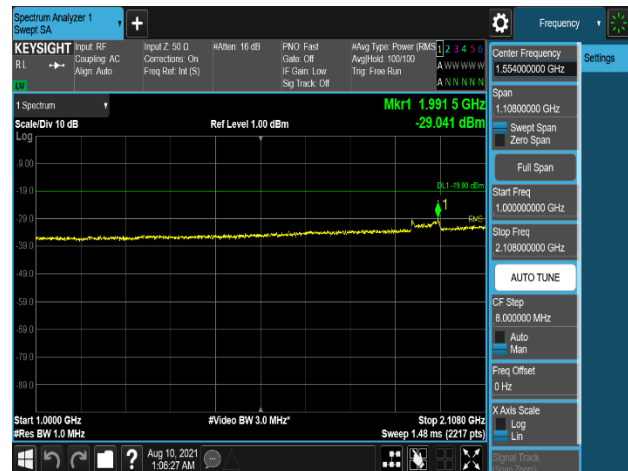 Spectrum Analyzer 1
Swept SA
Frequency
KEYSIGHT
RL
Input: RF
Coupling: AC
Align: Auto
Input Z: 50 Ω
Corrections: On
Freq Ref: Int (S)
#Atten: 16 dB
PNO: Fast
Gate: Off
IF Gain: Low
Sig Track: Off
#Avg Type: Power (RMS
Avg|Hold: 100/100
Trig: Free Run
1 2 3 4 5 6
A W W W W W
A N N N N N
Center Frequency
1.554000000 GHz
Settings
Span
1.10800000 GHz
Swept Span
Zero Span
Full Span
Start Freq
1.000000000 GHz
Stop Freq
2.108000000 GHz
AUTO TUNE
CF Step
8.000000 MHz
Auto
Man
Freq Offset
0 Hz
X Axis Scale
Log
Lin
Signal Track
(Span Zoom)
1 Spectrum
Mkr1 1.991 5 GHz
Scale/Div 10 dB
Ref Level 1.00 dBm
-29.041 dBm
Log
-9.00
-19.0
DL1 -19.00 dBm
1
-29.0
RMS
-39.0
-49.0
-59.0
-69.0
-79.0
-89.0
Start 1.0000 GHz
#Video BW 3.0 MHz*
Stop 2.1080 GHz
#Res BW 1.0 MHz
Sweep 1.48 ms (2217 pts)
?
Aug 10, 2021
1:06:27 AM